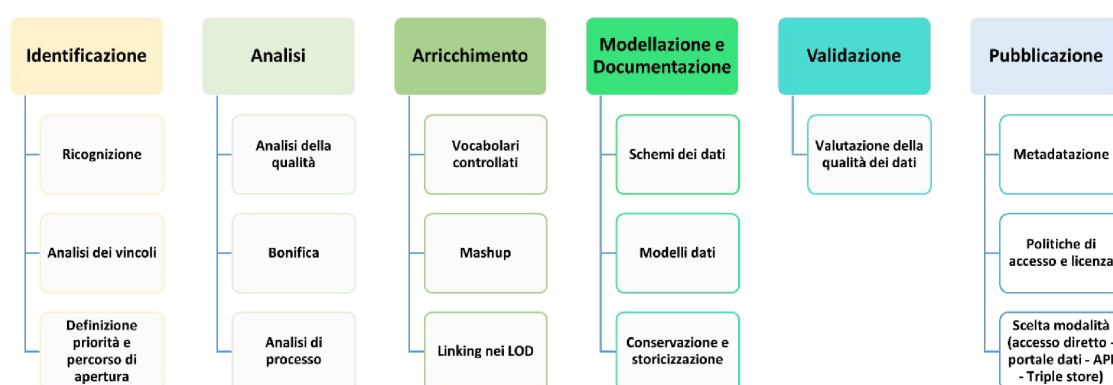 Identificazione
Ricognizione
Analisi dei vincoli
Definizione
priorità e
percorso di
apertura
Analisi
Analisi della
qualità
Bonifica
Analisi di
processo
Arricchimento
Vocabolari
controllati
Mashup
Linking nei LOD
Modellazione e
Documentazione
Schemi dei dati
Modelli dati
Conservazione e
storicizzazione
Validazione
Valutazione della
qualità dei dati
Pubblicazione
Metadatazione
Politiche di
accesso e licenza
Scelta modalità
(accesso diretto -
portale dati - API
- Triple store)